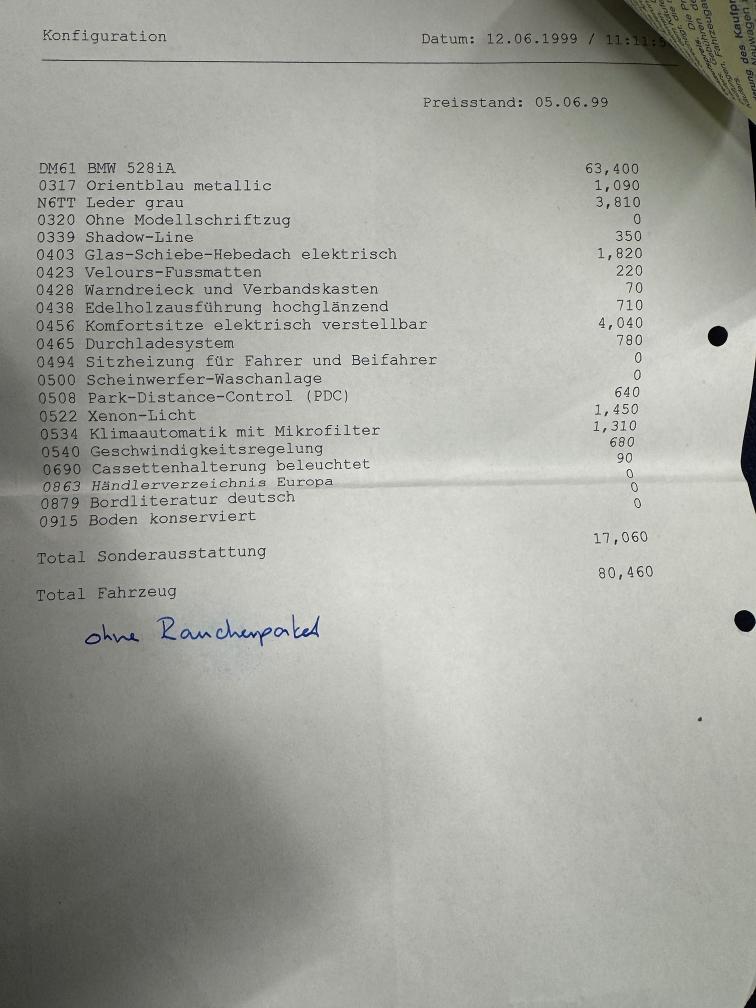 Konfiguration Datum: 12.06.1999 / 11:11:
Preisstand: 05.06.99
DM61 BMW 528iA 63,400
0317 Orientblau metallic 1,090
N6TT Leder grau 3,810
0320 Ohne Modellschriftzug 0
0339 Shadow-Line 350
0403 Glas-Schiebe-Hebedach elektrisch 1,820
0423 Velours-Fussmatten 220
0428 Warndreieck und Verbandskasten 70
0438 Edelholzausführung hochglänzend 710
0456 Komfortsitze elektrisch verstellbar 4,040
0465 Durchladesystem 780
0494 Sitzheizung für Fahrer und Beifahrer 0
0500 Scheinwerfer-Waschanlage 0
0508 Park-Distance-Control (PDC) 640
0522 Xenon-Licht 1,450
0534 Klimaautomatik mit Mikrofilter 1,310
0540 Geschwindigkeitsregelung 680
0690 Cassettenhalterung beleuchtet 90
0863 Händlerverzeichnis Europa 0
0879 Bordliteratur deutsch 0
0915 Boden konserviert 0
Total Sonderausstattung 17,060
Total Fahrzeug 80,460
ohne Raucherpaket
des Kaufpr
Neuwagen